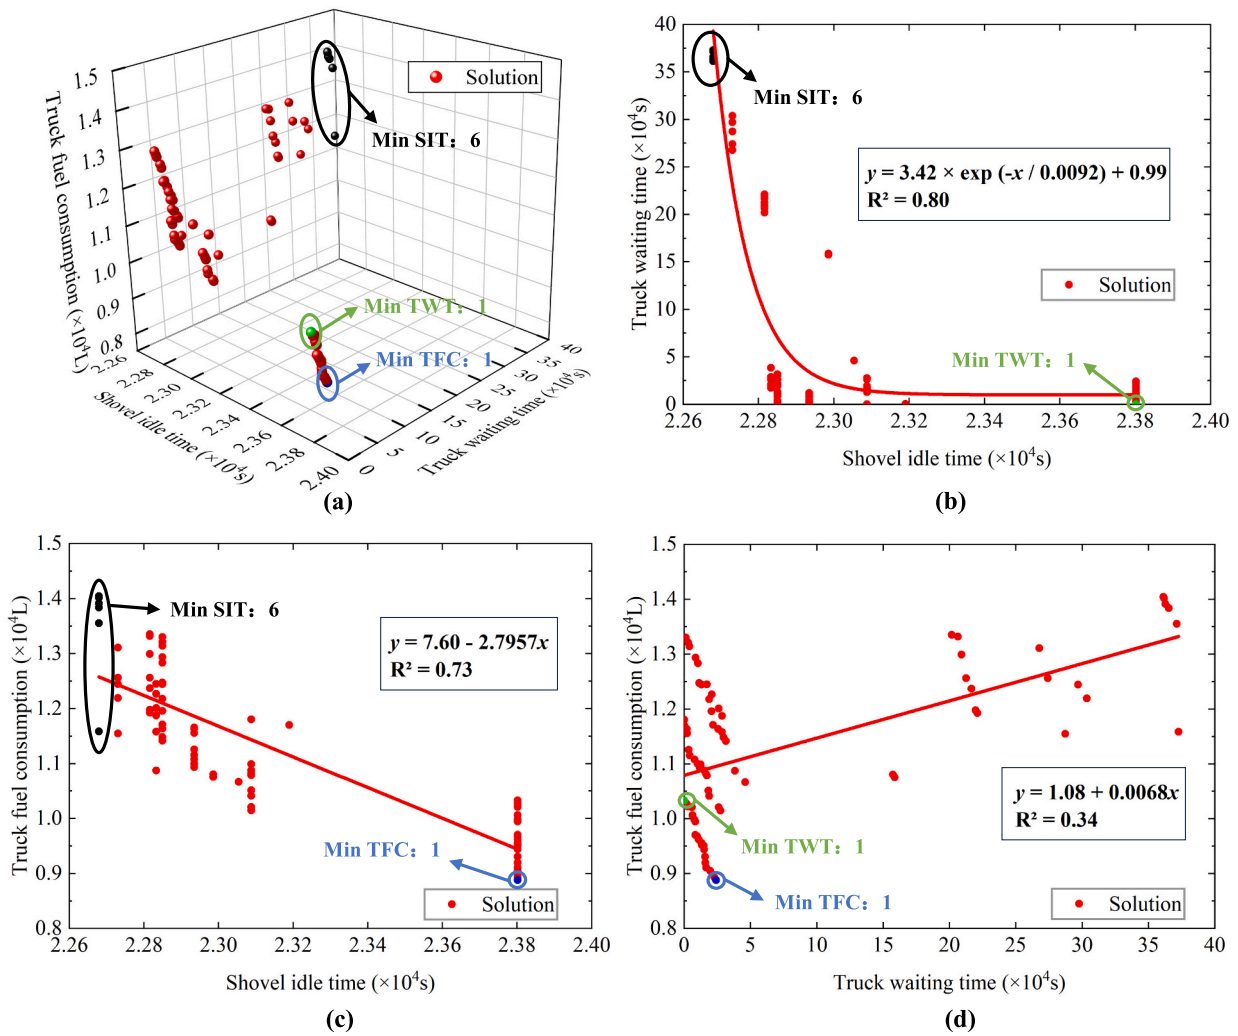 1.5
1.4
1.3
1.2
1.1
1.0
0.9
0.8
Truck fuel consumption (×10⁴L)
2.26
2.28
2.30
2.32
2.34
2.36
2.38
2.40
Shovel idle time (×10⁴s)
0
5
10
15
20
25
30
35
40
Truck waiting time (×10⁴s)
Solution
Min SIT：6
Min TWT：1
Min TFC：1
(a)
40
35
30
25
20
15
10
5
0
Truck waiting time (×10⁴s)
Min SIT：6
y = 3.42 × exp (-x / 0.0092) + 0.99
R² = 0.80
Solution
Min TWT：1
2.26 2.28 2.30 2.32 2.34 2.36 2.38 2.40
Shovel idle time (×10⁴s)
(b)
1.5
1.4
1.3
1.2
1.1
1.0
0.9
0.8
Truck fuel consumption (×10⁴L)
Min SIT：6
y = 7.60 - 2.7957x
R² = 0.73
Min TFC：1
Solution
2.26 2.28 2.30 2.32 2.34 2.36 2.38 2.40
Shovel idle time (×10⁴s)
(c)
1.5
1.4
1.3
1.2
1.1
1.0
0.9
0.8
Truck fuel consumption (×10⁴L)
y = 1.08 + 0.0068x
R² = 0.34
Min TWT：1
Min TFC：1
Solution
0 5 10 15 20 25 30 35 40
Truck waiting time (×10⁴s)
(d)